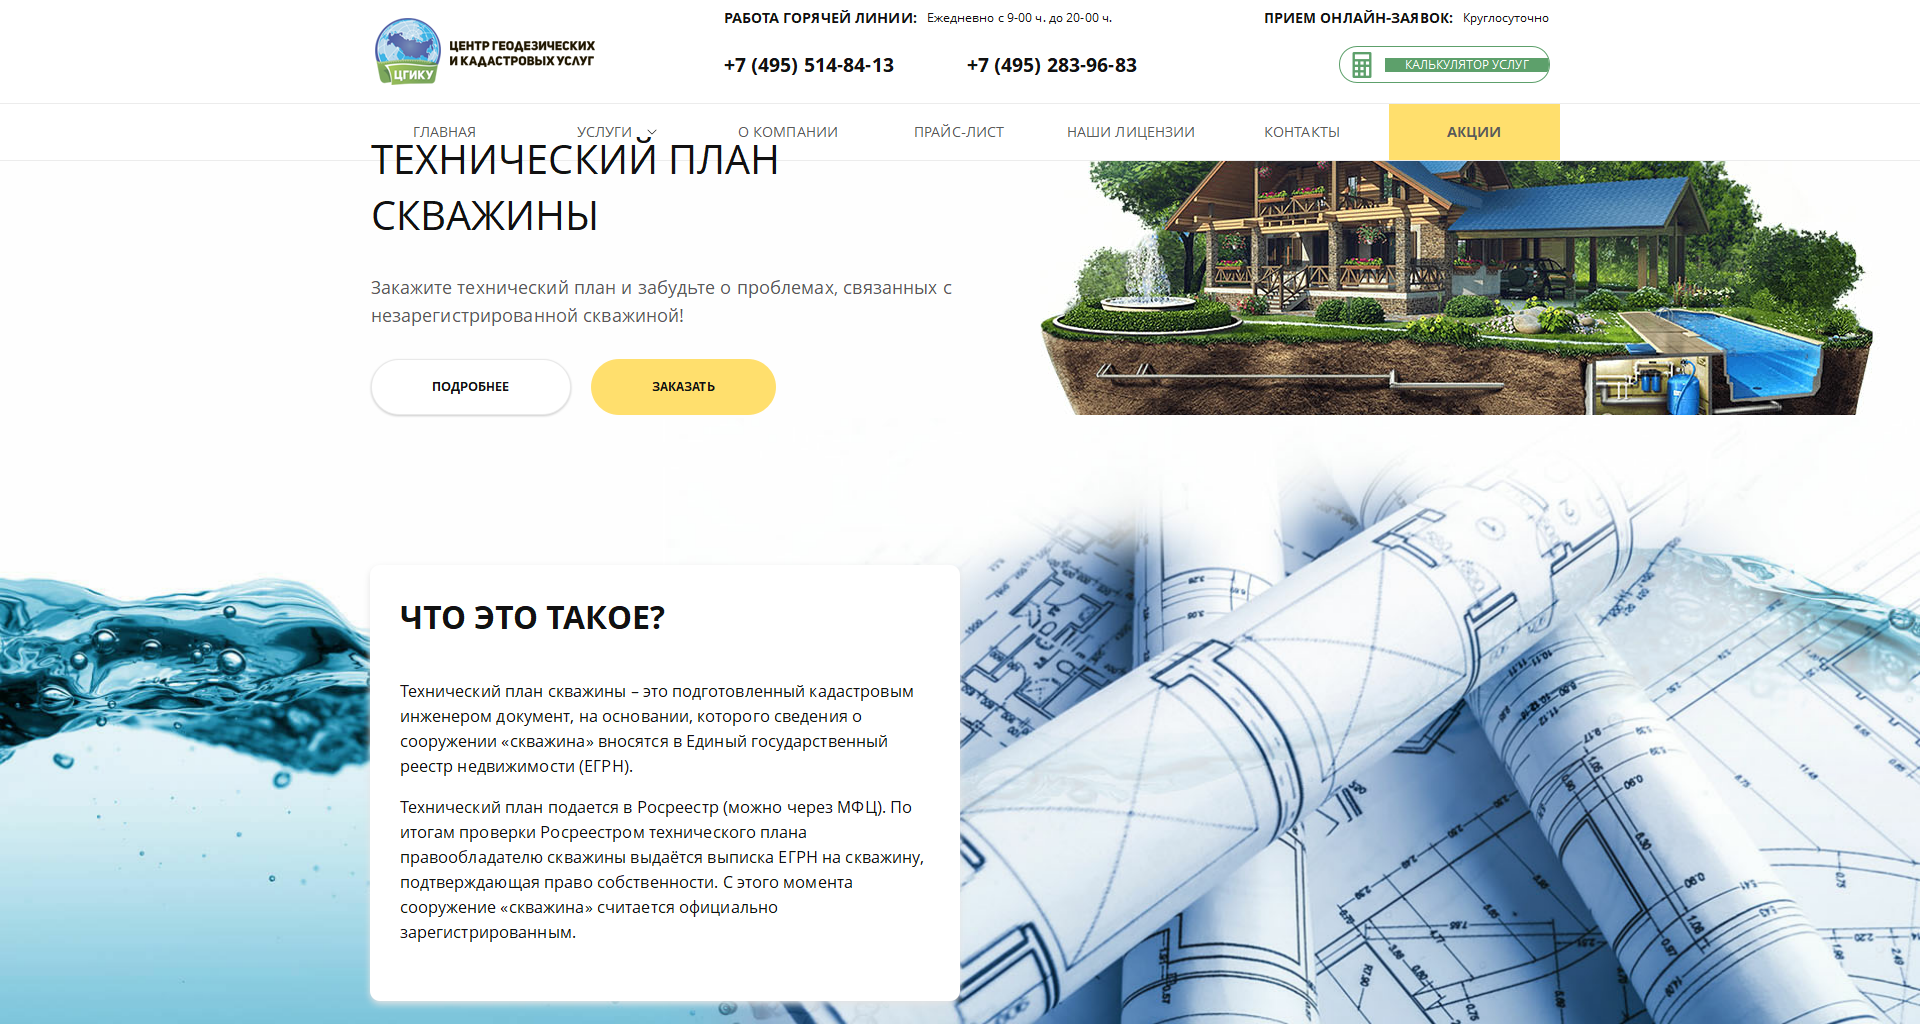 ЦГИКУ
ЦЕНТР ГЕОДЕЗИЧЕСКИХ
И КАДАСТРОВЫХ УСЛУГ
РАБОТА ГОРЯЧЕЙ ЛИНИИ: Ежедневно с 9-00 ч. до 20-00 ч.
ПРИЕМ ОНЛАЙН-ЗАЯВОК: Круглосуточно
+7 (495) 514-84-13 +7 (495) 283-96-83
КАЛЬКУЛЯТОР УСЛУГ
ГЛАВНАЯ УСЛУГИ О КОМПАНИИ ПРАЙС-ЛИСТ НАШИ ЛИЦЕНЗИИ КОНТАКТЫ АКЦИИ
ТЕХНИЧЕСКИЙ ПЛАН
СКВАЖИНЫ
Закажите технический план и забудьте о проблемах, связанных с
незарегистрированной скважиной!
ПОДРОБНЕЕ ЗАКАЗАТЬ
ЧТО ЭТО ТАКОЕ?
Технический план скважины – это подготовленный кадастровым
инженером документ, на основании, которого сведения о
сооружении «скважина» вносятся в Единый государственный
реестр недвижимости (ЕГРН).
Технический план подается в Росреестр (можно через МФЦ). По
итогам проверки Росреестром технического плана
правообладателю скважины выдаётся выписка ЕГРН на скважину,
подтверждающая право собственности. С этого момента
сооружение «скважина» считается официально
зарегистрированным.